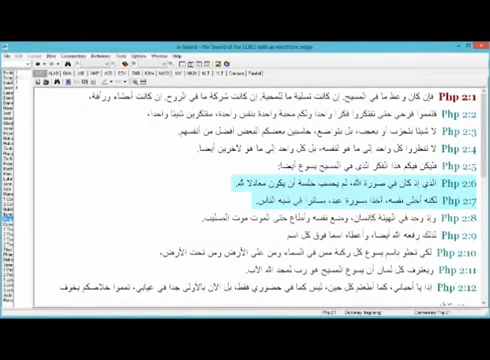 e-Sword - the Sword of the LORD with an electronic edge
Php 2:1 فإن كان وعظ ما في المسيح. إن كانت تسلية ما للمحبة. إن كانت شركة ما في الروح. إن كانت أحشاء ورأفة،
Php 2:2 فتمموا فرحي حتى تفتكروا فكرا واحدا ولكم محبة واحدة بنفس واحدة، مفتكرين شيئا واحدا،
Php 2:3 لا شيئا بتحزب أو بعجب، بل بتواضع، حاسبين بعضكم البعض أفضل من أنفسهم.
Php 2:4 لا تنظروا كل واحد إلى ما هو لنفسه، بل كل واحد إلى ما هو لآخرين أيضا.
Php 2:5 فليكن فيكم هذا الفكر الذي في المسيح يسوع أيضا:
Php 2:6 الذي إذ كان في صورة الله، لم يحسب خلسة أن يكون معادلا لله.
Php 2:7 لكنه أخلى نفسه، آخذا صورة عبد، صائرا في شبه الناس.
Php 2:8 وإذ وجد في الهيئة كإنسان، وضع نفسه وأطاع حتى الموت موت الصليب.
Php 2:9 لذلك رفعه الله أيضا، وأعطاه اسما فوق كل اسم
Php 2:10 لكي تجثو باسم يسوع كل ركبة ممن في السماء ومن على الأرض ومن تحت الأرض،
Php 2:11 ويعترف كل لسان أن يسوع المسيح هو رب لمجد الله الآب.
Php 2:12 إذا يا أحبائي، كما أطعتم كل حين، ليس كما في حضوري فقط، بل الآن بالأولى جدا في غيابي، تمموا خلاصكم بخوف